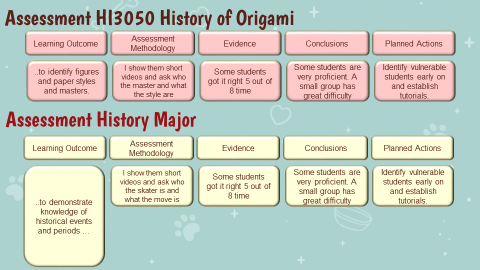 Assessment HI3050 History of Origami
Learning Outcome
Assessment
Methodology
Evidence
Conclusions
Planned Actions
..to identify figures
and paper styles
and masters.
I show them short
videos and ask who
the master and what
the style are
Some students
got it right 5 out of
8 time
Some students are
very proficient. A
small group has
great difficulty
Identify vulnerable
students early on
and establish
tutorials.
Assessment History Major
Learning Outcome
Assessment
Methodology
Evidence
Conclusions
Planned Actions
..to demonstrate
knowledge of
historical events
and periods ...
I show them short
videos and ask who
the skater is and
what the move is
Some students
got it right 5 out of
8 time
Some students are
very proficient. A
small group has
great difficulty
Identify vulnerable
students early on
and establish
tutorials.